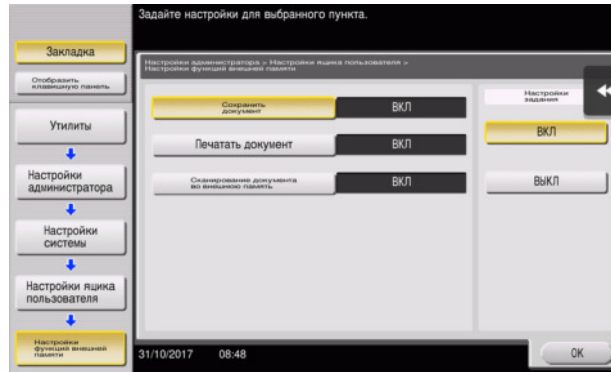 Задайте настройки для выбранного пункта.
Закладка
Отобразить
клавишную панель
Утилиты
Настройки
администратора
Настройки
системы
Настройки ящика
пользователя
Настройки
функций внешней
памяти
Настройки администратора > Настройки ящика пользователя >
Настройки функций внешней памяти
Сохранить
документ
ВКЛ
Печатать документ
ВКЛ
Сканирование документа
во внешнюю память
ВКЛ
Настройки
задания
ВКЛ
ВЫКЛ
31/10/2017 08:48
OK